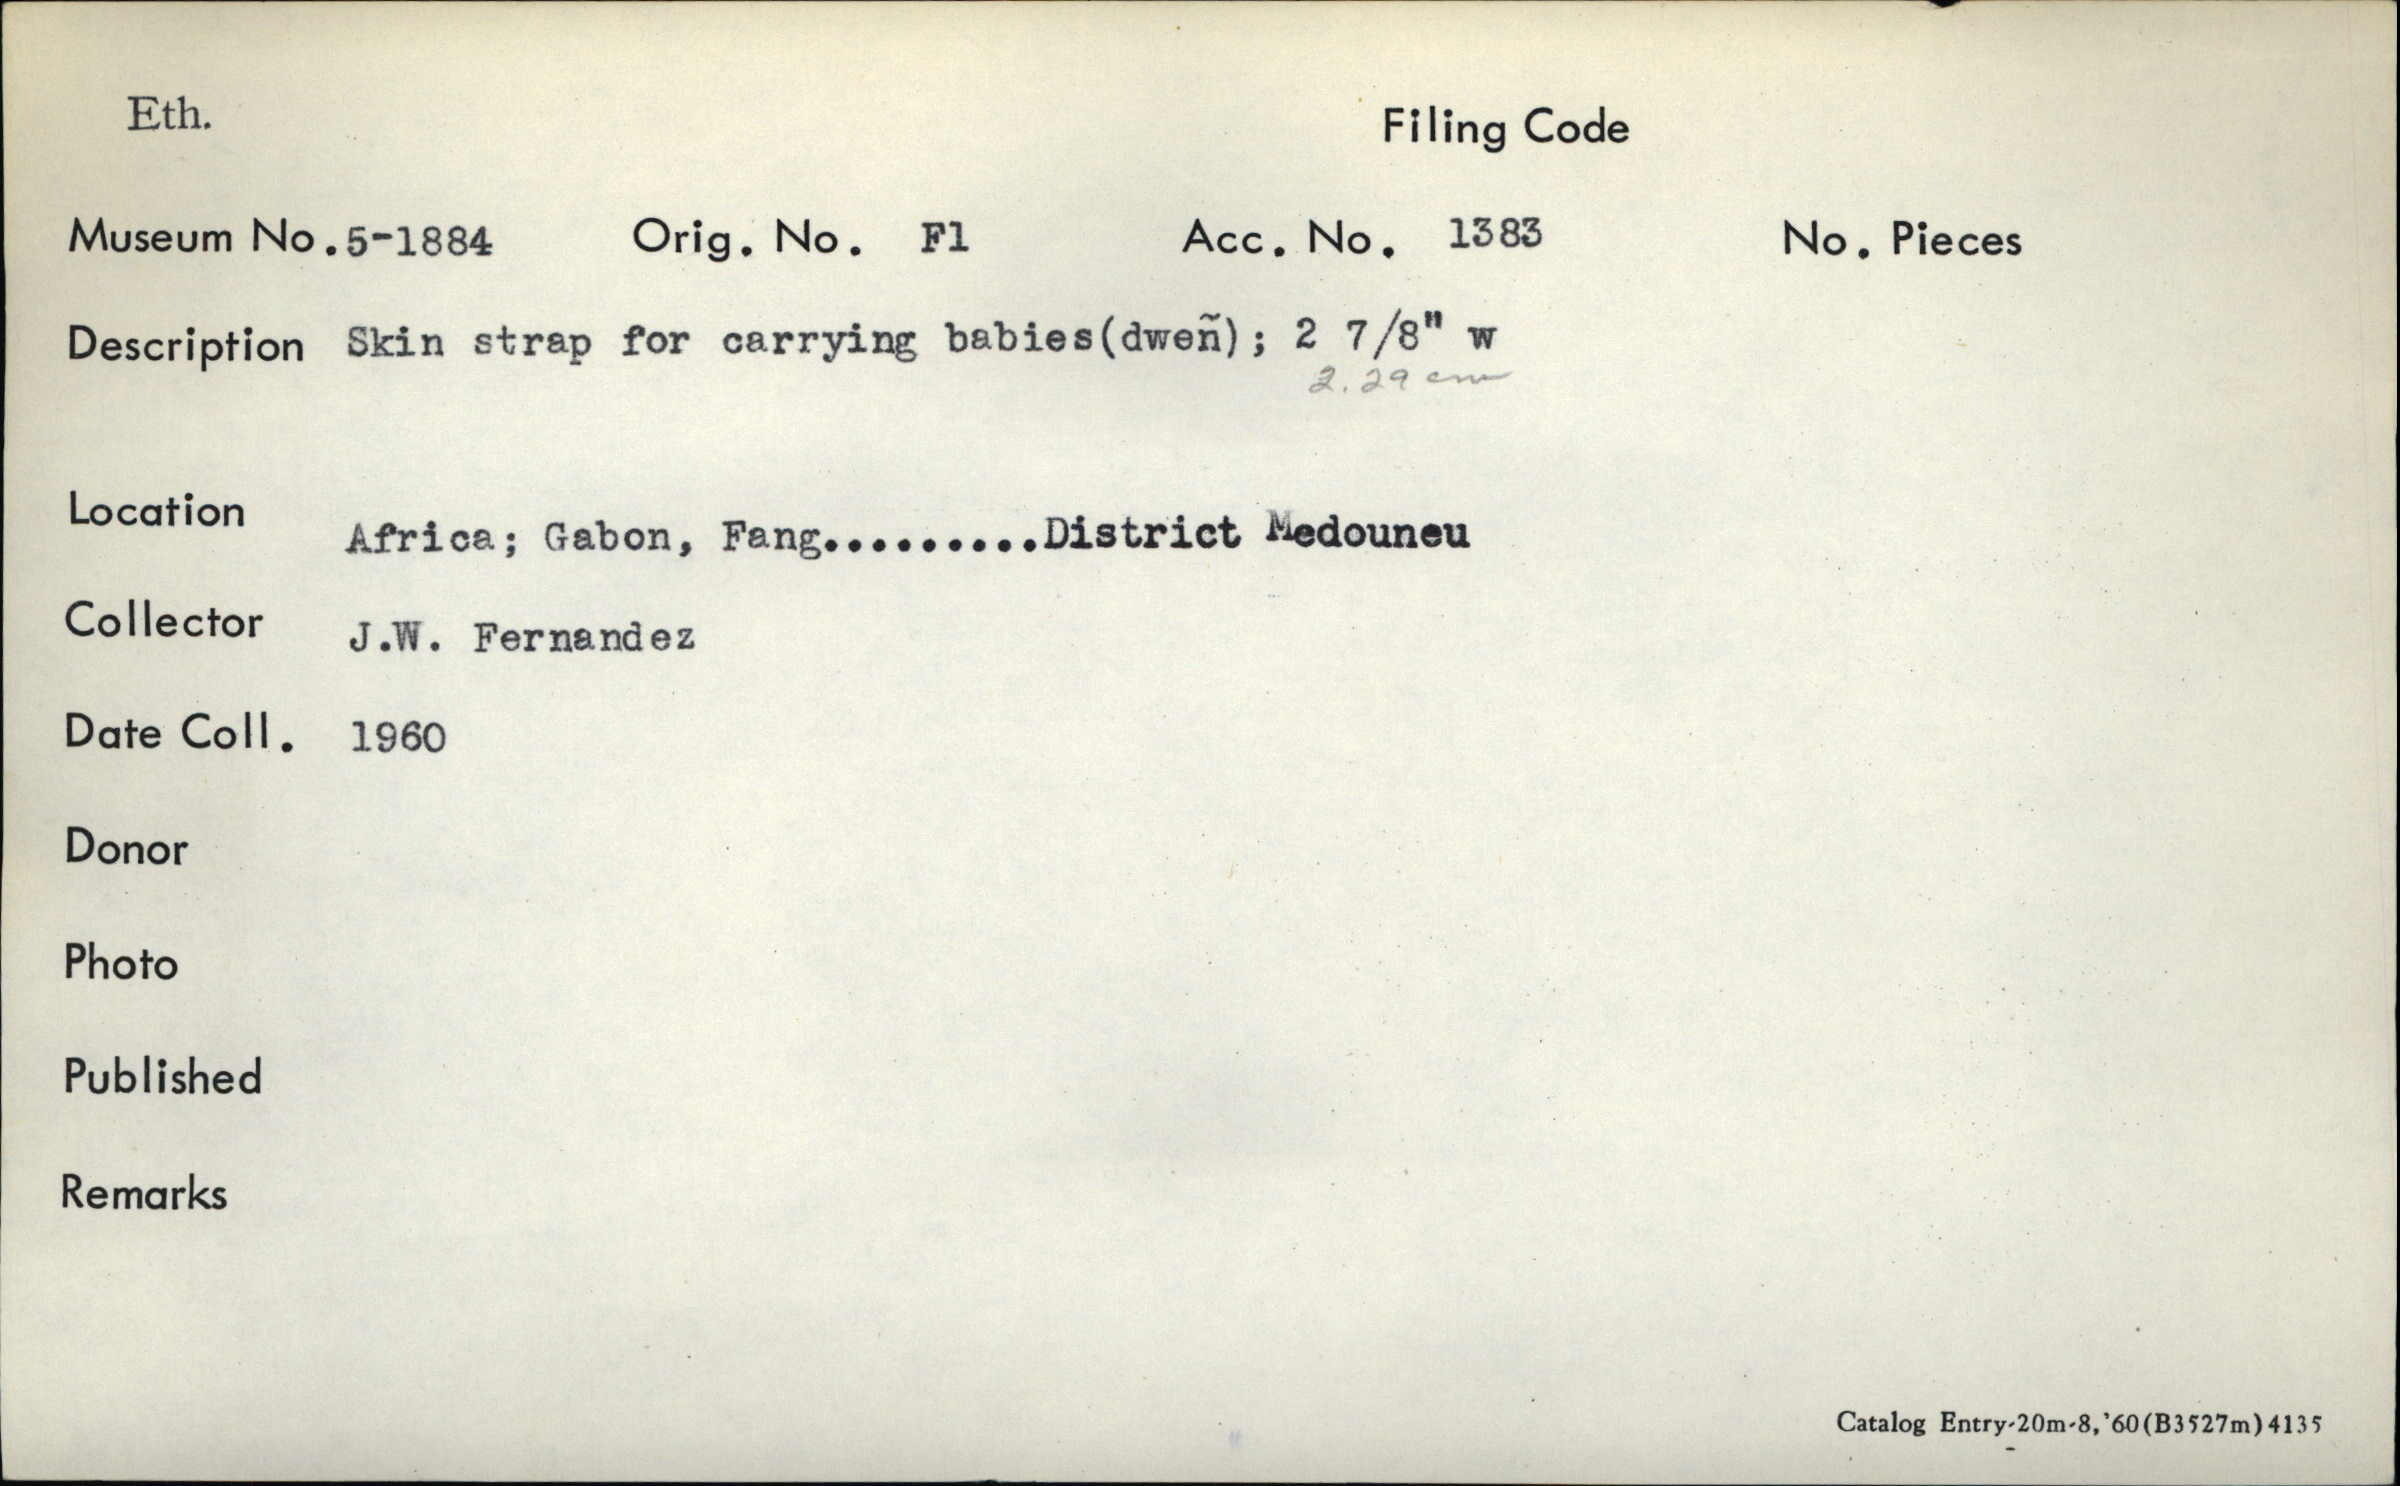 Eth.
Filing Code
Museum No. 5-1884 Orig. No. F1 Acc. No. 1383 No. Pieces
Description Skin strap for carrying babies(dweñ); 2 7/8" w
2.29 cm
Location Africa; Gabon, Fang.........District Medouneu
Collector J.W. Fernandez
Date Coll. 1960
Donor
Photo
Published
Remarks
Catalog Entry-20m-8,'60(B3527m)4135